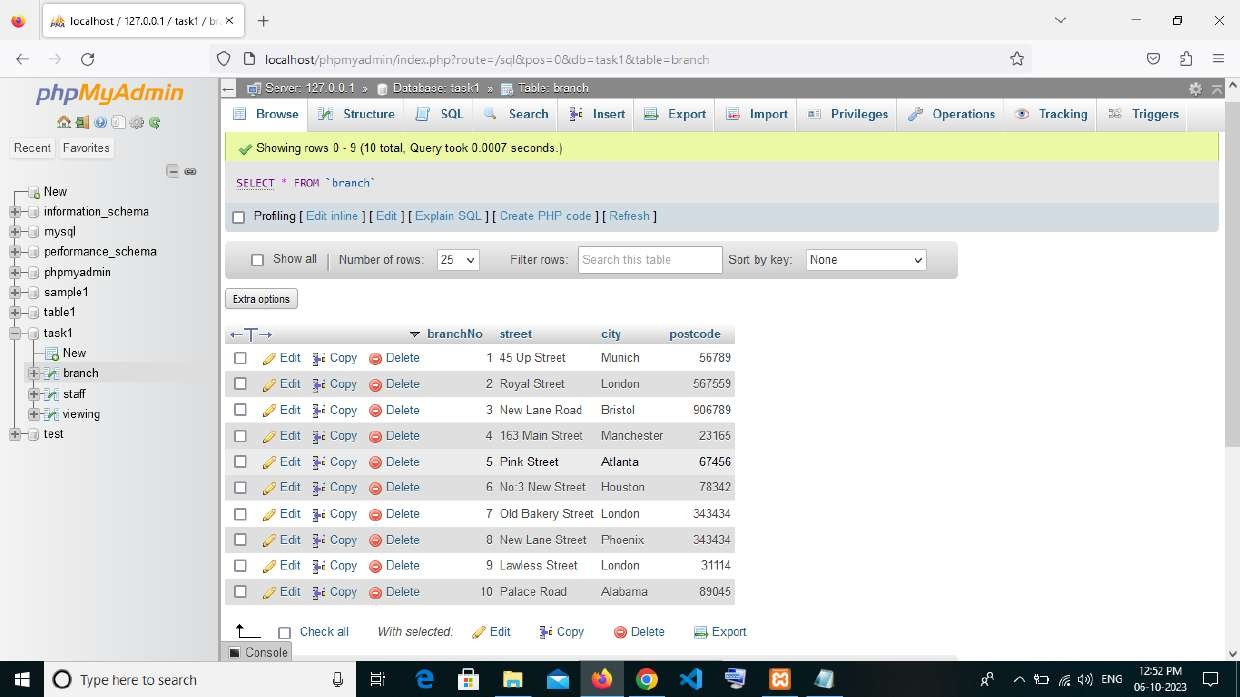 localhost / 127.0.0.1 / task1 / br
localhost/phpmyadmin/index.php?route=/sql&pos=0&db=task1&table=branch
phpMyAdmin
Recent Favorites
New
information_schema
mysql
performance_schema
phpmyadmin
sample1
table1
task1
New
branch
staff
viewing
test
Server: 127.0.0.1 » Database: task1 » Table: branch
Browse Structure SQL Search Insert Export Import Privileges Operations Tracking Triggers
Showing rows 0 - 9 (10 total, Query took 0.0007 seconds.)
SELECT * FROM `branch`
Profiling [ Edit inline ] [ Edit ] [ Explain SQL ] [ Create PHP code ] [ Refresh ]
Show all | Number of rows: 25 Filter rows: Search this table Sort by key: None
Extra options
←T→ branchNo street city postcode
Edit Copy Delete 1 45 Up Street Munich 56789
Edit Copy Delete 2 Royal Street London 567559
Edit Copy Delete 3 New Lane Road Bristol 906789
Edit Copy Delete 4 163 Main Street Manchester 23165
Edit Copy Delete 5 Pink Street Atlanta 67456
Edit Copy Delete 6 No:3 New Street Houston 78342
Edit Copy Delete 7 Old Bakery Street London 343434
Edit Copy Delete 8 New Lane Street Phoenix 343434
Edit Copy Delete 9 Lawless Street London 31114
Edit Copy Delete 10 Palace Road Alabama 89045
Check all With selected: Edit Copy Delete Export
Console
Type here to search
ENG
12:52 PM
06-10-2023